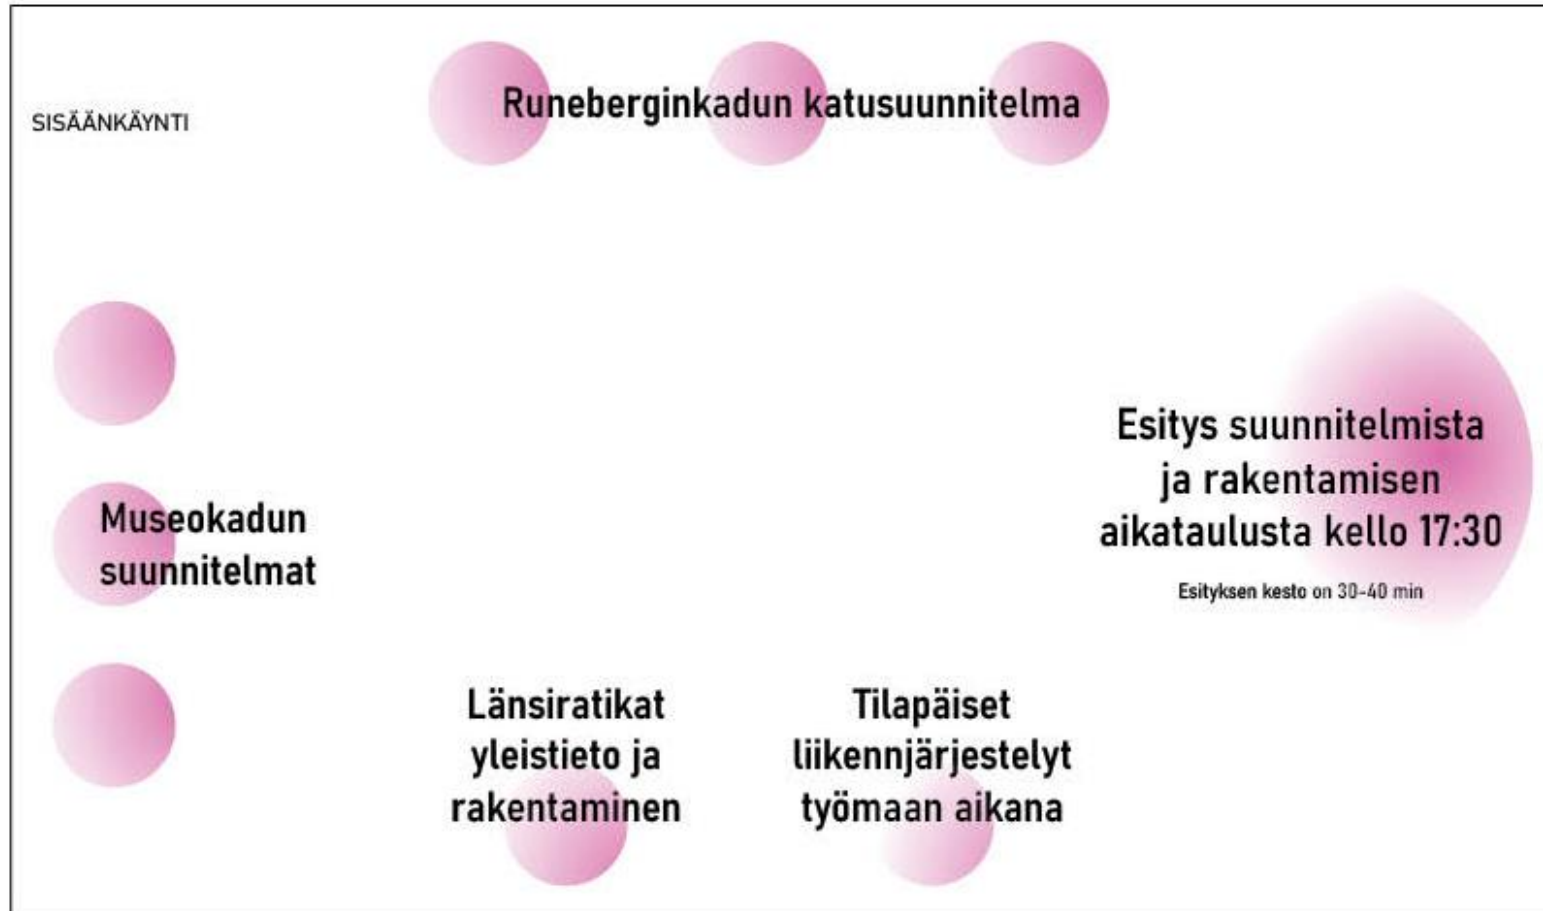 Runeberginkadun katusuunnitelma
SISÄÄNKÄYNTI
Esitys suunnitelmista
ja rakentamisen
aikataulusta kello 17:30
Esityksen kesto on 30-40 min
Museokadun
suunnitelmat
Länsiratikat
yleistieto ja
rakentaminen
Tilapäiset
liikennjärjestelyt
työmaan aikana